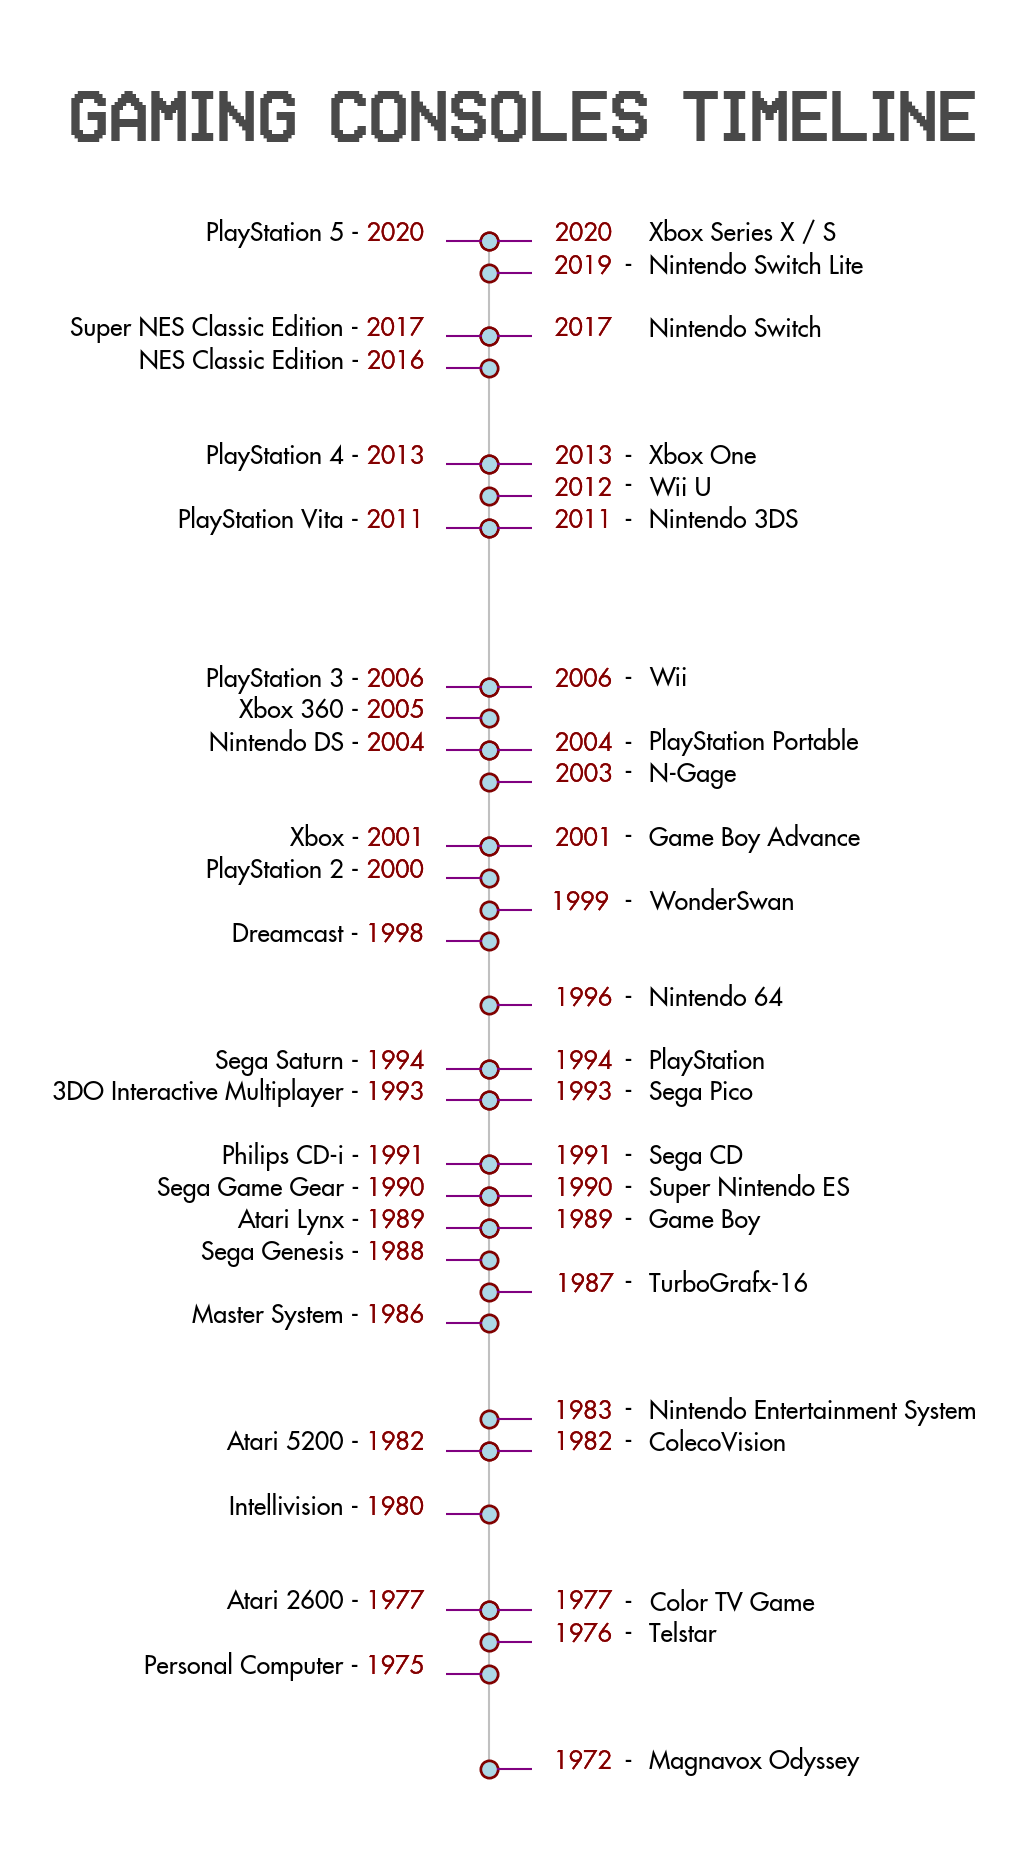 GAMING CONSOLES TIMELINE
PlayStation 5 - 2020 2020 Xbox Series X / S
2019 - Nintendo Switch Lite
Super NES Classic Edition - 2017 2017 Nintendo Switch
NES Classic Edition - 2016
PlayStation 4 - 2013 2013 - Xbox One
2012 - Wii U
PlayStation Vita - 2011 2011 - Nintendo 3DS
PlayStation 3 - 2006 2006 - Wii
Xbox 360 - 2005
Nintendo DS - 2004 2004 - PlayStation Portable
2003 - N-Gage
Xbox - 2001 2001 - Game Boy Advance
PlayStation 2 - 2000
1999 - WonderSwan
Dreamcast - 1998
1996 - Nintendo 64
Sega Saturn - 1994 1994 - PlayStation
3DO Interactive Multiplayer - 1993 1993 - Sega Pico
Philips CD-i - 1991 1991 - Sega CD
Sega Game Gear - 1990 1990 - Super Nintendo ES
Atari Lynx - 1989 1989 - Game Boy
Sega Genesis - 1988
1987 - TurboGrafx-16
Master System - 1986
1983 - Nintendo Entertainment System
Atari 5200 - 1982 1982 - ColecoVision
Intellivision - 1980
Atari 2600 - 1977 1977 - Color TV Game
1976 - Telstar
Personal Computer - 1975
1972 - Magnavox Odyssey